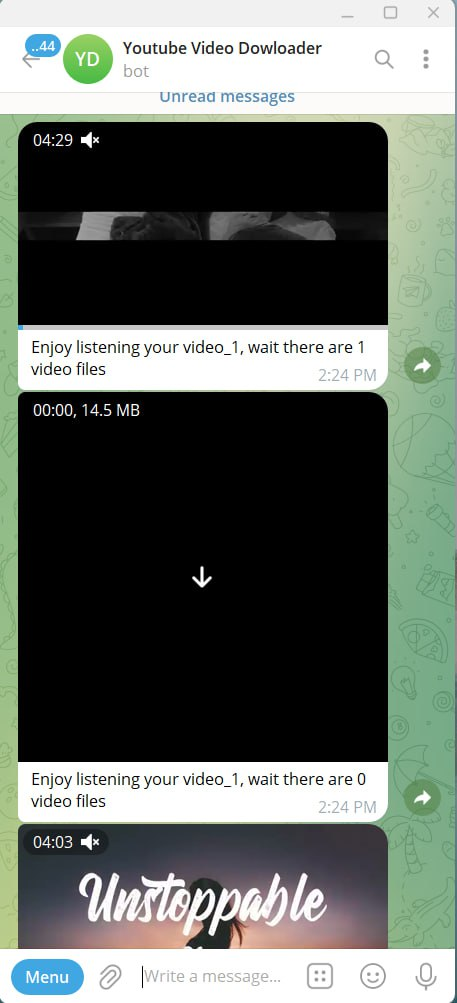 ..44
YD
Youtube Video Dowloader
bot
Unread messages
04:29
Enjoy listening your video_1, wait there are 1
video files
2:24 PM
00:00, 14.5 MB
Enjoy listening your video_1, wait there are 0
video files
2:24 PM
04:03
Unstoppable
Menu
Write a message...